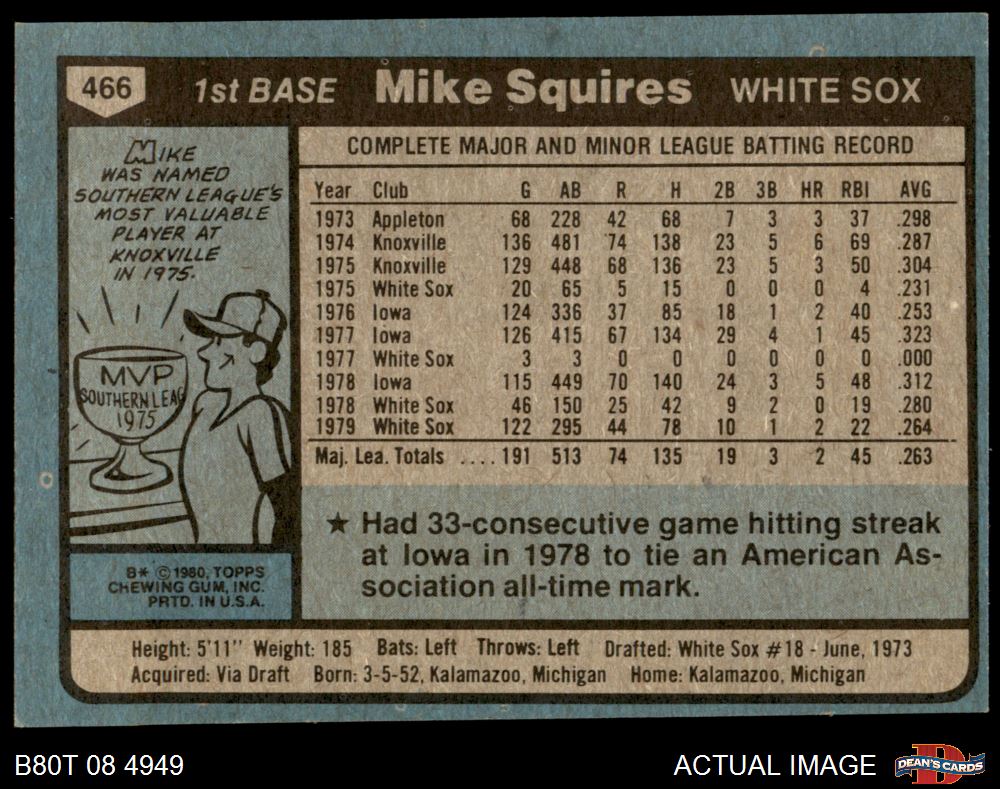 466 1st BASE Mike Squires WHITE SOX
MIKE
WAS NAMED
SOUTHERN LEAGUE'S
MOST VALUABLE
PLAYER AT
KNOXVILLE
IN 1975.
MVP
SOUTHERN LEAG
1975
B* © 1980, TOPPS
CHEWING GUM, INC.
PRTD. IN U.S.A.
COMPLETE MAJOR AND MINOR LEAGUE BATTING RECORD
Year Club G AB R H 2B 3B HR RBI AVG
1973 Appleton 68 228 42 68 7 3 3 37 .298
1974 Knoxville 136 481 74 138 23 5 6 69 .287
1975 Knoxville 129 448 68 136 23 5 3 50 .304
1975 White Sox 20 65 5 15 0 0 0 4 .231
1976 Iowa 124 336 37 85 18 1 2 40 .253
1977 Iowa 126 415 67 134 29 4 1 45 .323
1977 White Sox 3 3 0 0 0 0 0 0 .000
1978 Iowa 115 449 70 140 24 3 5 48 .312
1978 White Sox 46 150 25 42 9 2 0 19 .280
1979 White Sox 122 295 44 78 10 1 2 22 .264
Maj. Lea. Totals ....191 513 74 135 19 3 2 45 .263
★ Had 33-consecutive game hitting streak
at Iowa in 1978 to tie an American As-
sociation all-time mark.
Height: 5'11" Weight: 185 Bats: Left Throws: Left Drafted: White Sox #18 - June, 1973
Acquired: Via Draft Born: 3-5-52, Kalamazoo, Michigan Home: Kalamazoo, Michigan
B80T 08 4949 ACTUAL IMAGE DEAN'S CARDS